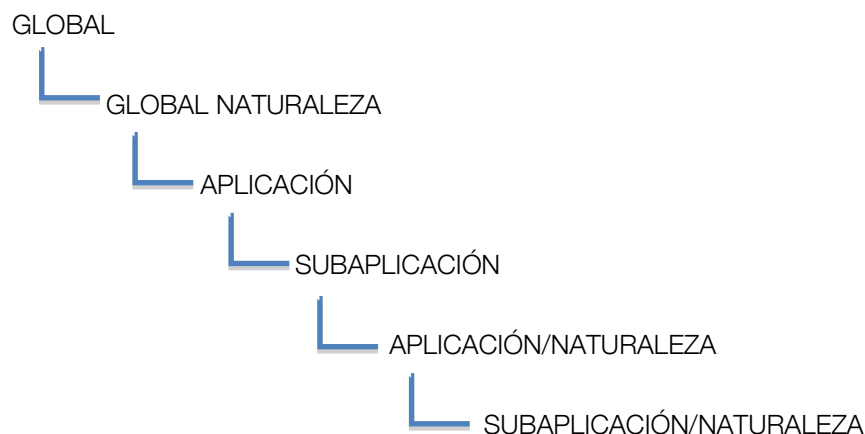 GLOBAL
GLOBAL NATURALEZA
APLICACIÓN
SUBAPLICACIÓN
APLICACIÓN/NATURALEZA
SUBAPLICACIÓN/NATURALEZA